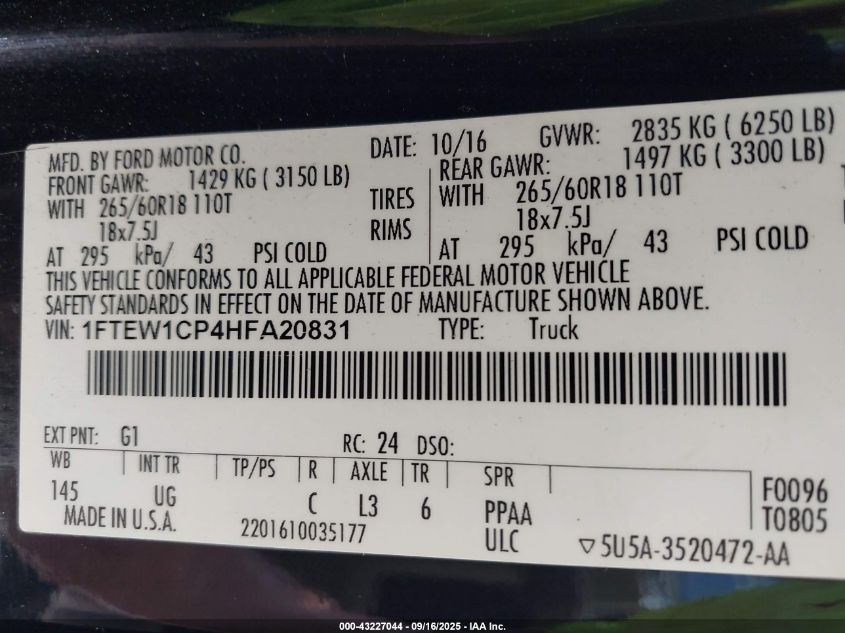 MFD. BY FORD MOTOR CO. DATE: 10/16 GVWR: 2835 KG ( 6250 LB)
FRONT GAWR: 1429 KG ( 3150 LB) REAR GAWR: 1497 KG ( 3300 LB)
WITH 265/60R18 110T TIRES WITH 265/60R18 110T
18x7.5J RIMS 18x7.5J
AT 295 kPa/ 43 PSI COLD AT 295 kPa/ 43 PSI COLD
THIS VEHICLE CONFORMS TO ALL APPLICABLE FEDERAL MOTOR VEHICLE
SAFETY STANDARDS IN EFFECT ON THE DATE OF MANUFACTURE SHOWN ABOVE.
VIN: 1FTEW1CP4HFA20831 TYPE: Truck
EXT PNT: G1 RC: 24 DSO:
WB INT TR TP/PS R AXLE TR SPR
145 UG C L3 6 PPAA F0096
MADE IN U.S.A. 2201610035177 ULC T0805
▽5U5A-3520472-AA
000-43227044 - 09/16/2025 - IAA Inc.